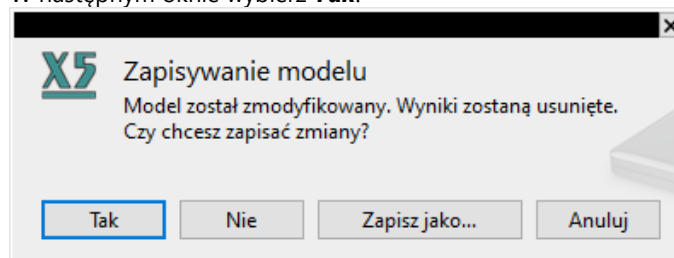 W następnym oknie wybierz Tak.
X5
Zapisywanie modelu
Model został zmodyfikowany. Wyniki zostaną usunięte.
Czy chcesz zapisać zmiany?
Tak Nie Zapisz jako... Anuluj